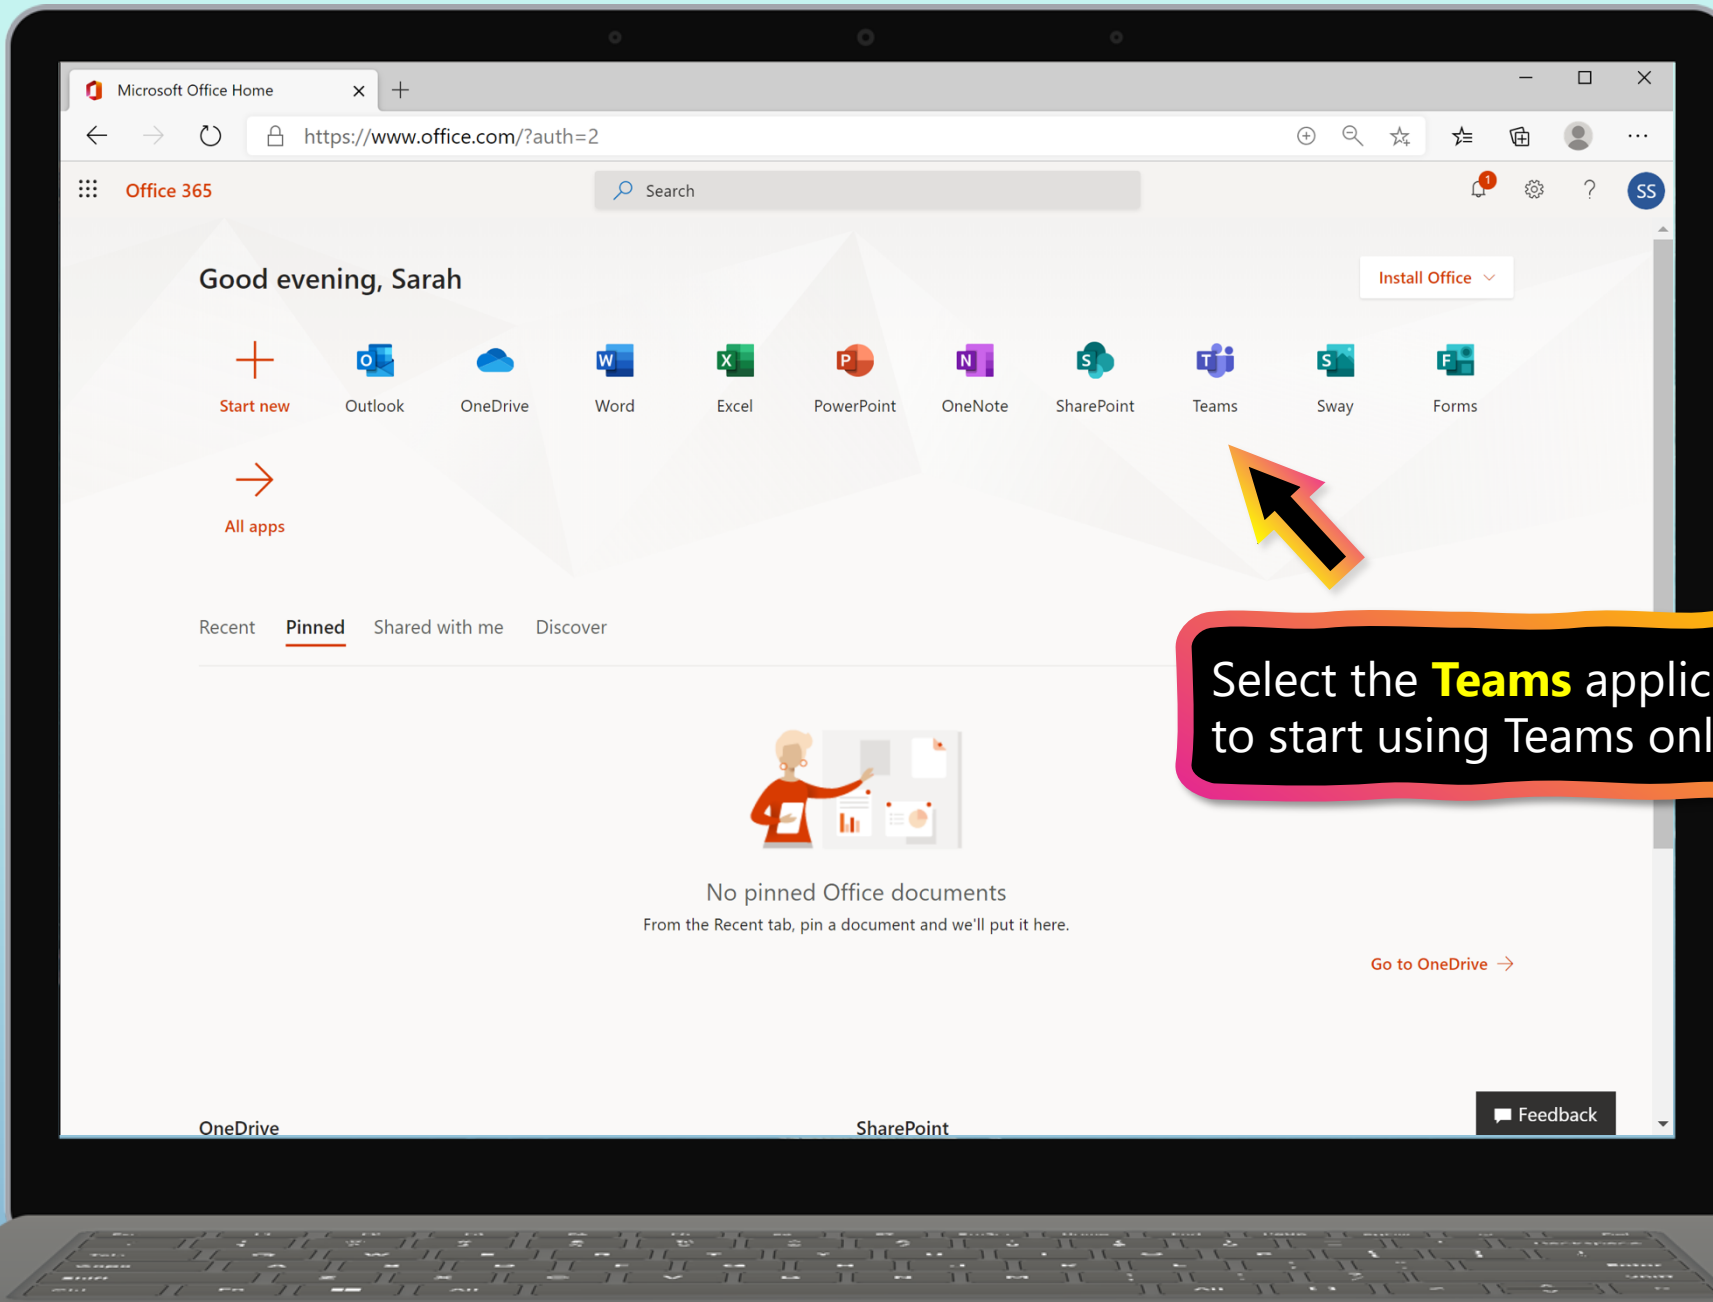 Microsoft Office Home
https://www.office.com/?auth=2
Office 365
Search
1
SS
Good evening, Sarah
Install Office
Start new
Outlook
OneDrive
Word
Excel
PowerPoint
OneNote
SharePoint
Teams
Sway
Forms
All apps
Recent
Pinned
Shared with me
Discover
Select the Teams applic
to start using Teams onl
No pinned Office documents
From the Recent tab, pin a document and we'll put it here.
Go to OneDrive
Feedback
OneDrive
SharePoint